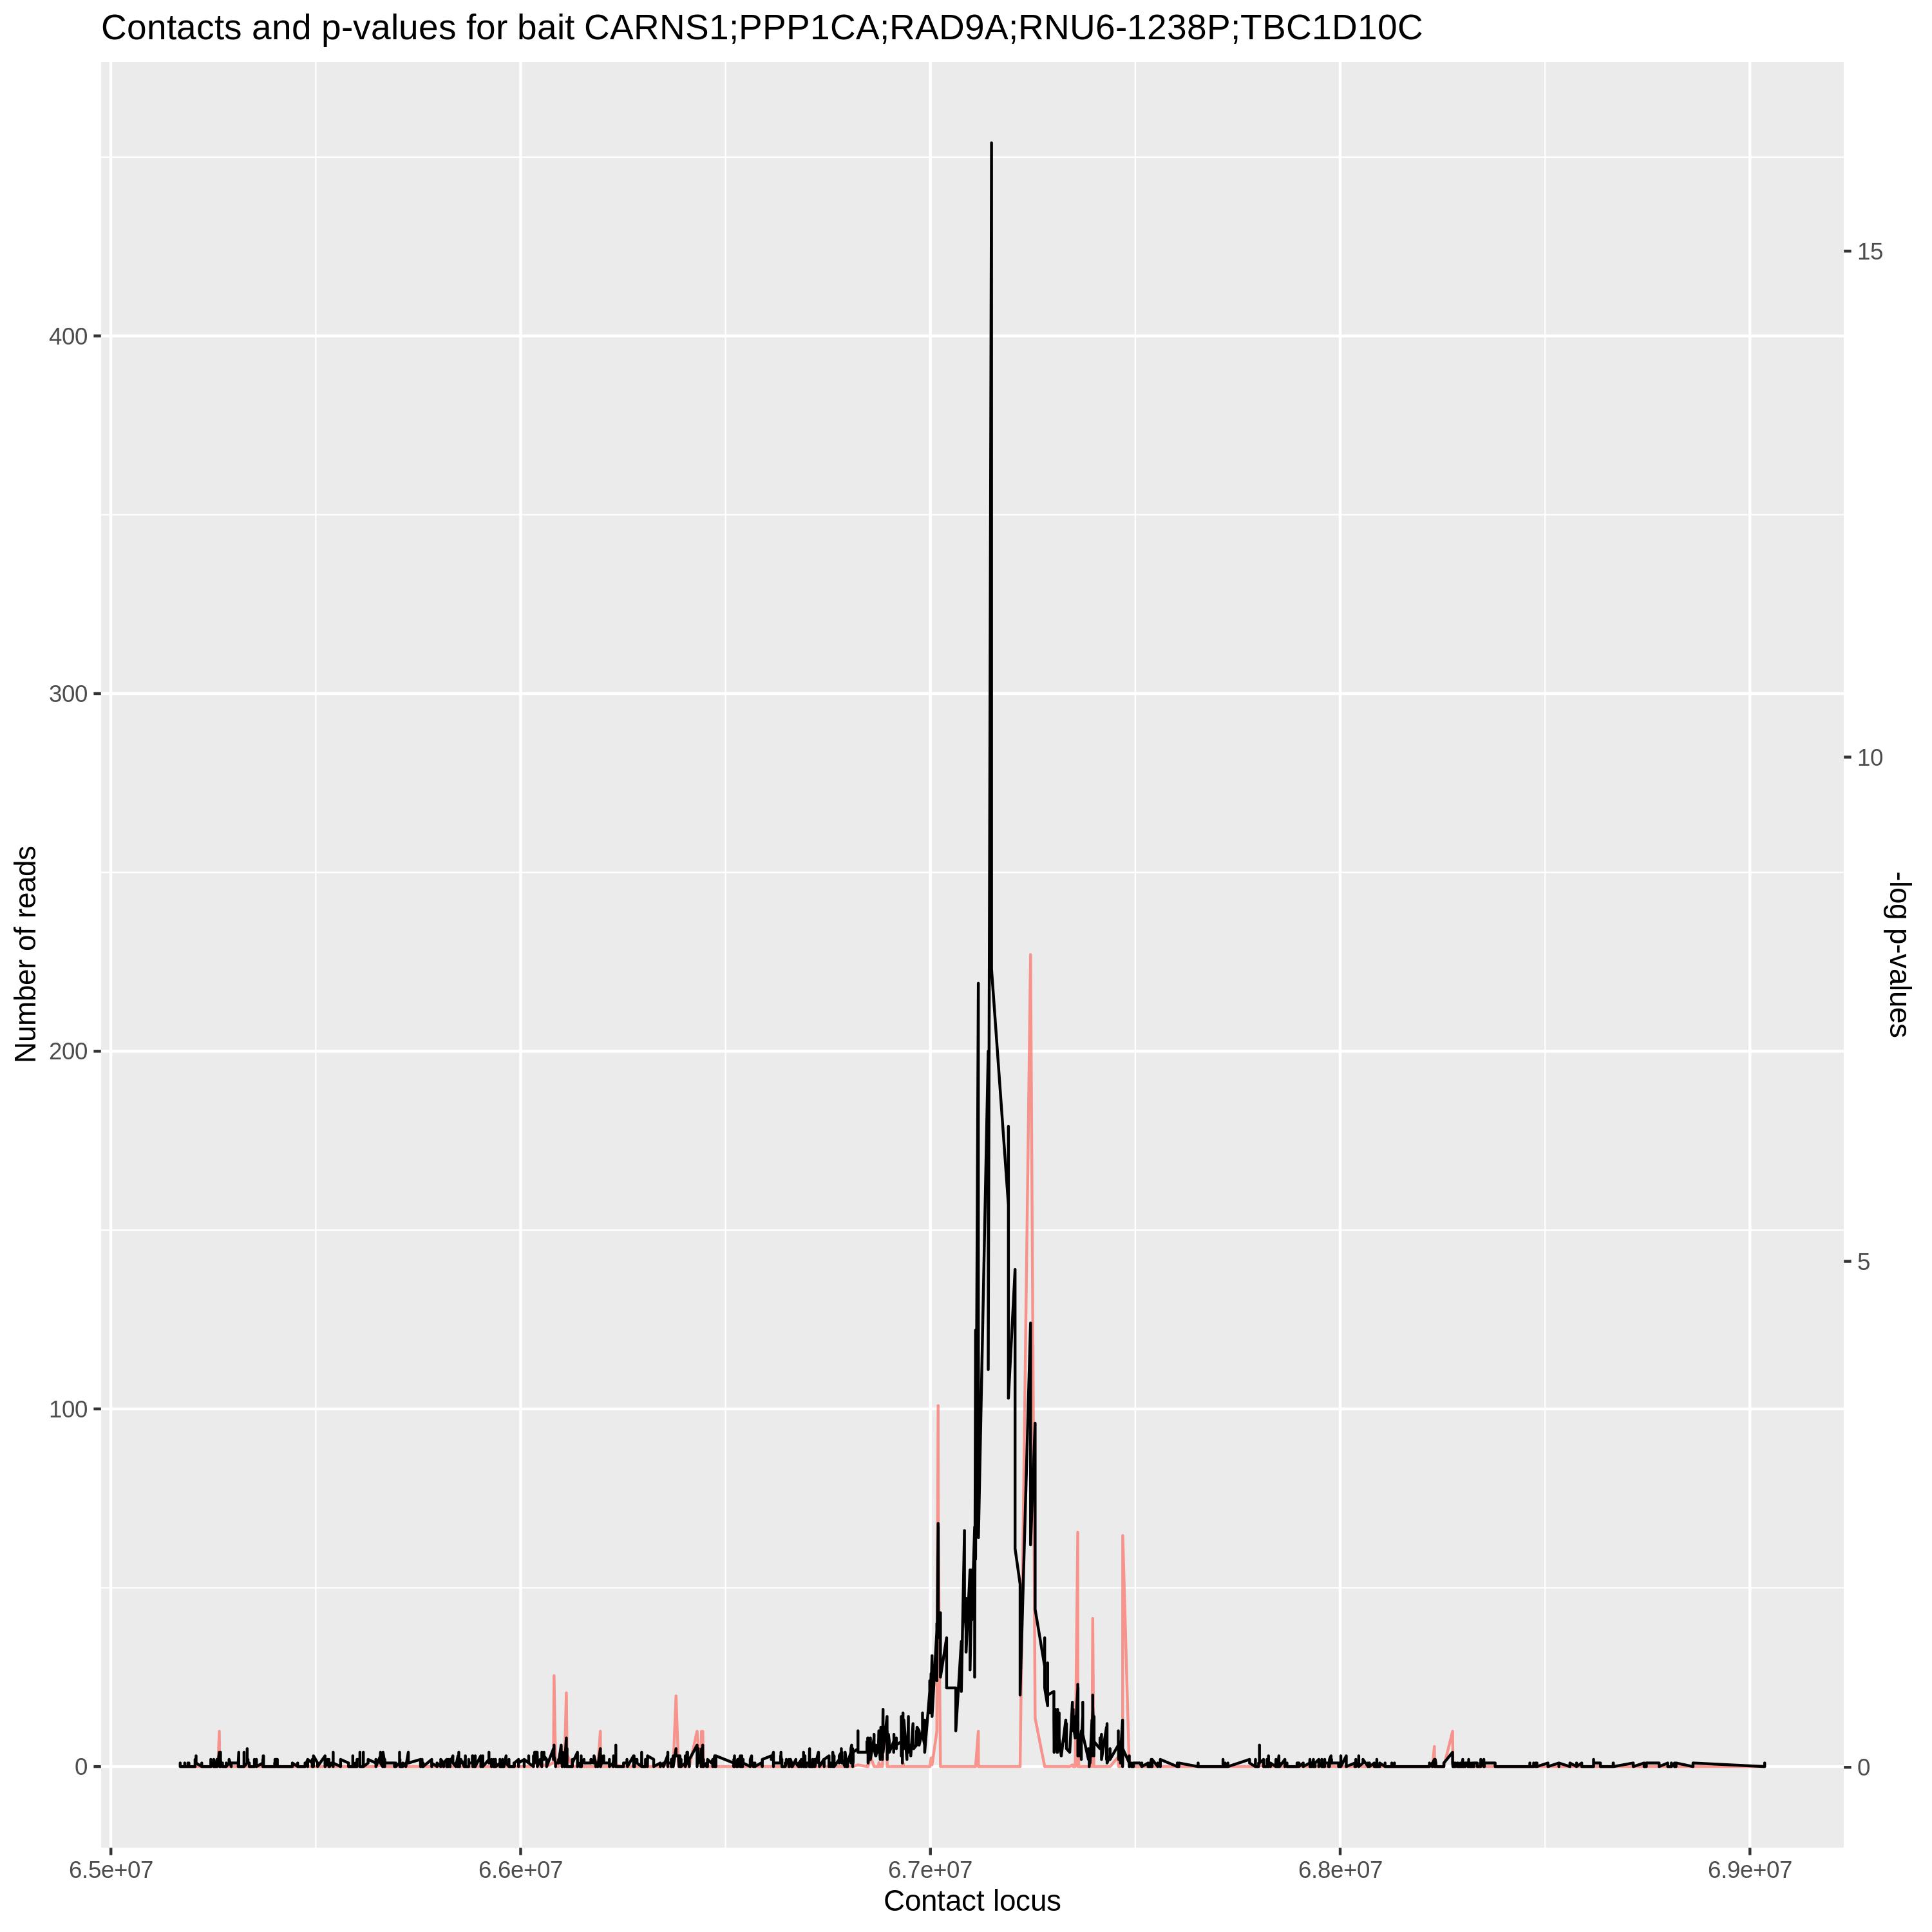 Contacts and p-values for bait CARNS1;PPP1CA;RAD9A;RNU6-1238P;TBC1D10C
Number of reads
400
300
200
100
0
15
10
5
0
-log p-values
6.5e+07 6.6e+07 6.7e+07 6.8e+07 6.9e+07
Contact locus